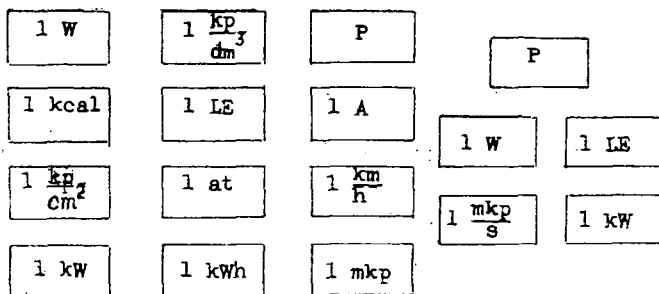 1 W 1 kp/dm³ P
1 kcal 1 LE 1 A
1 kp/cm² 1 at 1 km/h
1 kW 1 kWh 1 mkp
P
1 W 1 LE
1 mkp/s 1 kW